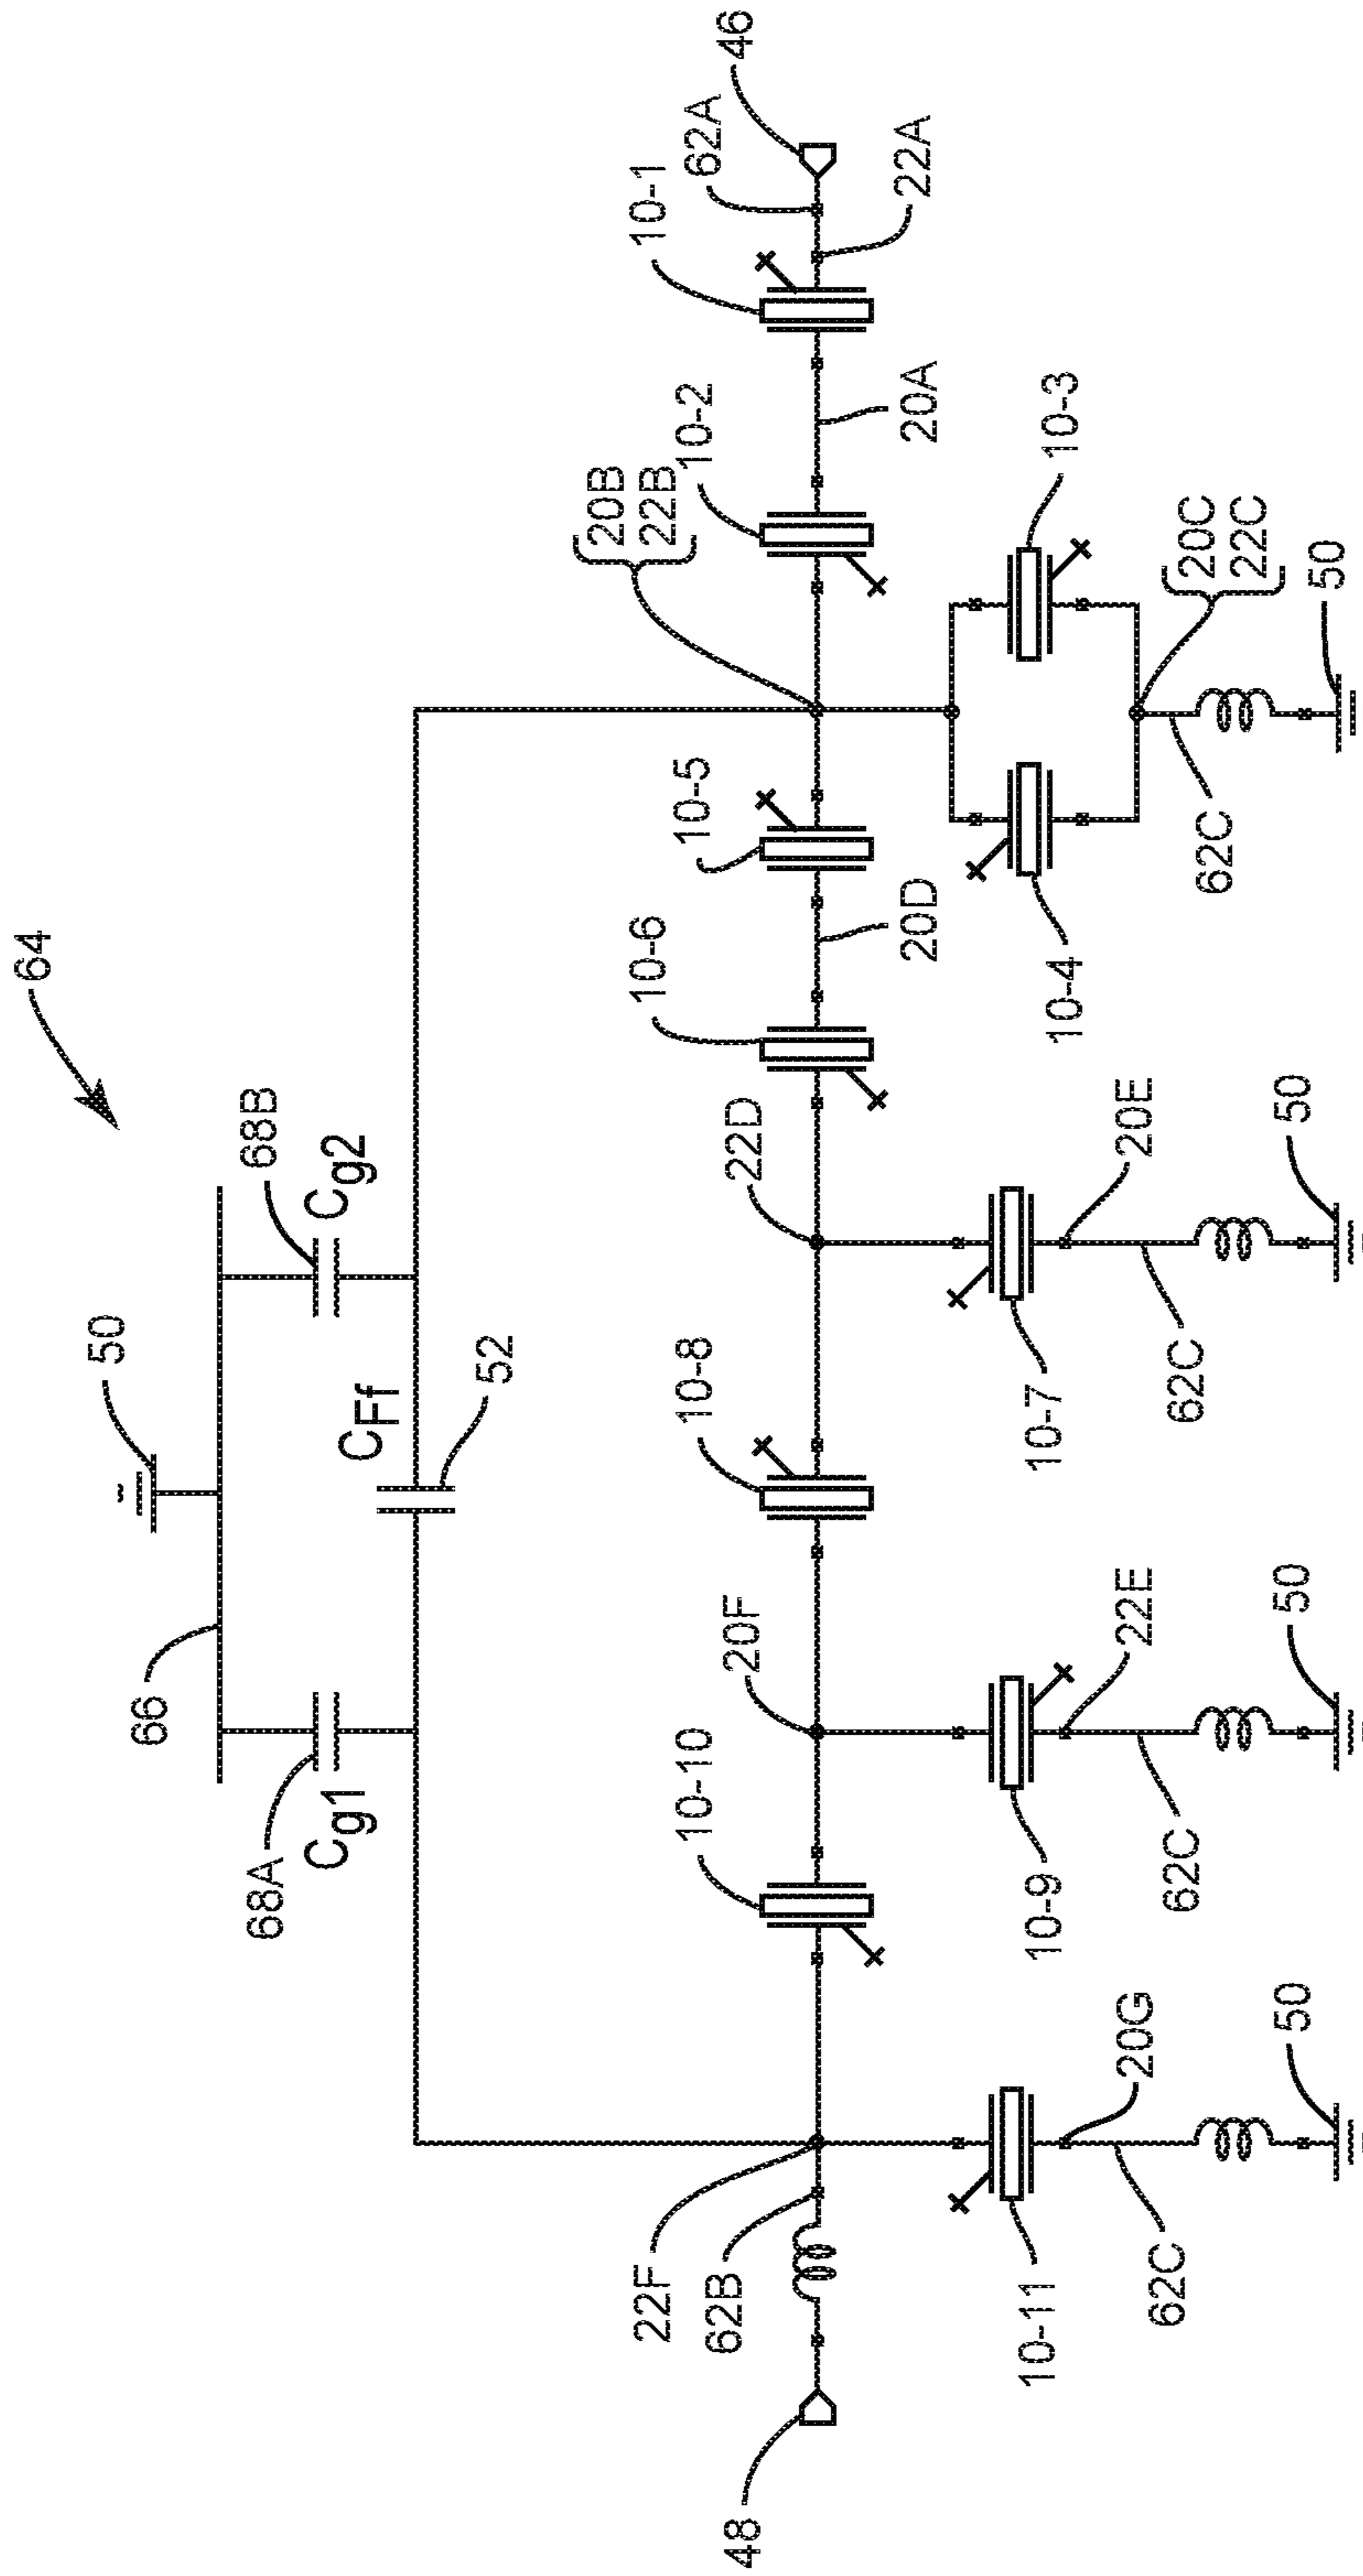 64
50
68B
Cg2
66
68A
Cg1
CFf
52
48
22F
62B
10-10
20F
10-8
22D
10-6
10-5
20D
20B
22B
10-2
20A
10-1
62A
46
22A
10-11
20G
62C
50
10-9
22E
62C
50
10-7
20E
62C
50
10-4
10-3
20C
22C
62C
50